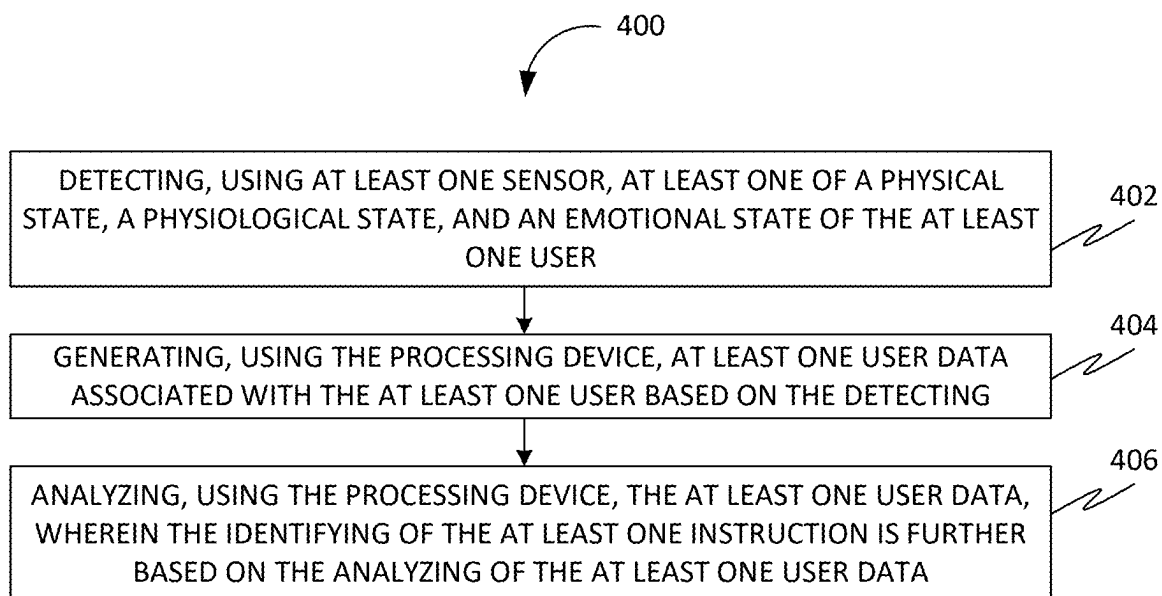 400
DETECTING, USING AT LEAST ONE SENSOR, AT LEAST ONE OF A PHYSICAL
STATE, A PHYSIOLOGICAL STATE, AND AN EMOTIONAL STATE OF THE AT LEAST
ONE USER
402
GENERATING, USING THE PROCESSING DEVICE, AT LEAST ONE USER DATA
ASSOCIATED WITH THE AT LEAST ONE USER BASED ON THE DETECTING
404
ANALYZING, USING THE PROCESSING DEVICE, THE AT LEAST ONE USER DATA,
WHEREIN THE IDENTIFYING OF THE AT LEAST ONE INSTRUCTION IS FURTHER
BASED ON THE ANALYZING OF THE AT LEAST ONE USER DATA
406